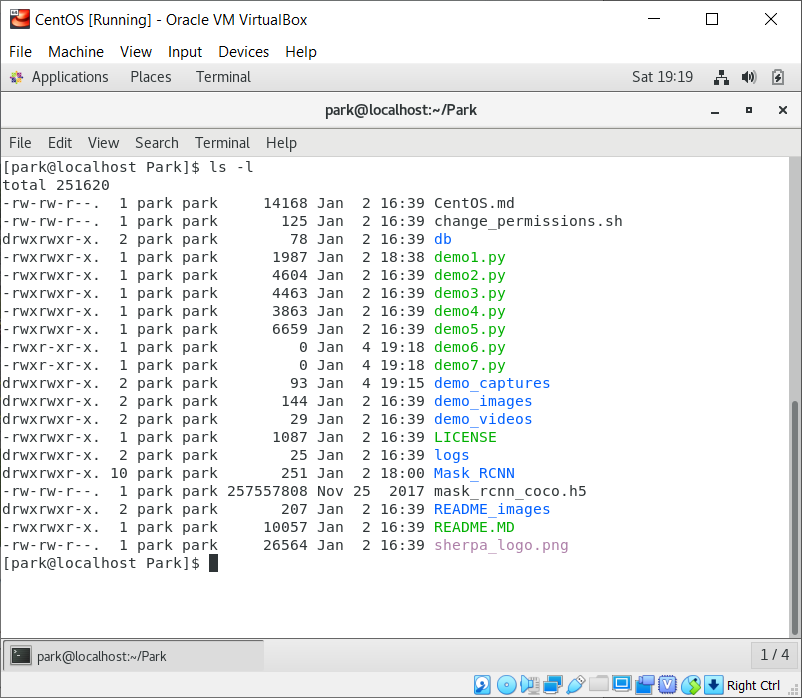 CentOS [Running] - Oracle VM VirtualBox
File Machine View Input Devices Help
Applications Places Terminal Sat 19:19
park@localhost:~/Park
File Edit View Search Terminal Help
[park@localhost Park]$ ls -l
total 251620
-rw-rw-r--. 1 park park 14168 Jan 2 16:39 CentOS.md
-rw-rw-r--. 1 park park 125 Jan 2 16:39 change_permissions.sh
drwxrwxr-x. 2 park park 78 Jan 2 16:39 db
-rwxrwxr-x. 1 park park 1987 Jan 2 18:38 demo1.py
-rwxrwxr-x. 1 park park 4604 Jan 2 16:39 demo2.py
-rwxrwxr-x. 1 park park 4463 Jan 2 16:39 demo3.py
-rwxrwxr-x. 1 park park 3863 Jan 2 16:39 demo4.py
-rwxrwxr-x. 1 park park 6659 Jan 2 16:39 demo5.py
-rwxr-xr-x. 1 park park 0 Jan 4 19:18 demo6.py
-rwxr-xr-x. 1 park park 0 Jan 4 19:18 demo7.py
drwxrwxr-x. 2 park park 93 Jan 4 19:15 demo_captures
drwxrwxr-x. 2 park park 144 Jan 2 16:39 demo_images
drwxrwxr-x. 2 park park 29 Jan 2 16:39 demo_videos
-rwxrwxr-x. 1 park park 1087 Jan 2 16:39 LICENSE
drwxrwxr-x. 2 park park 25 Jan 2 16:39 logs
drwxrwxr-x. 10 park park 251 Jan 2 18:00 Mask_RCNN
-rw-rw-r--. 1 park park 257557808 Nov 25 2017 mask_rcnn_coco.h5
drwxrwxr-x. 2 park park 207 Jan 2 16:39 README_images
-rwxrwxr-x. 1 park park 10057 Jan 2 16:39 README.MD
-rw-rw-r--. 1 park park 26564 Jan 2 16:39 sherpa_logo.png
[park@localhost Park]$
park@localhost:~/Park 1 / 4
Right Ctrl